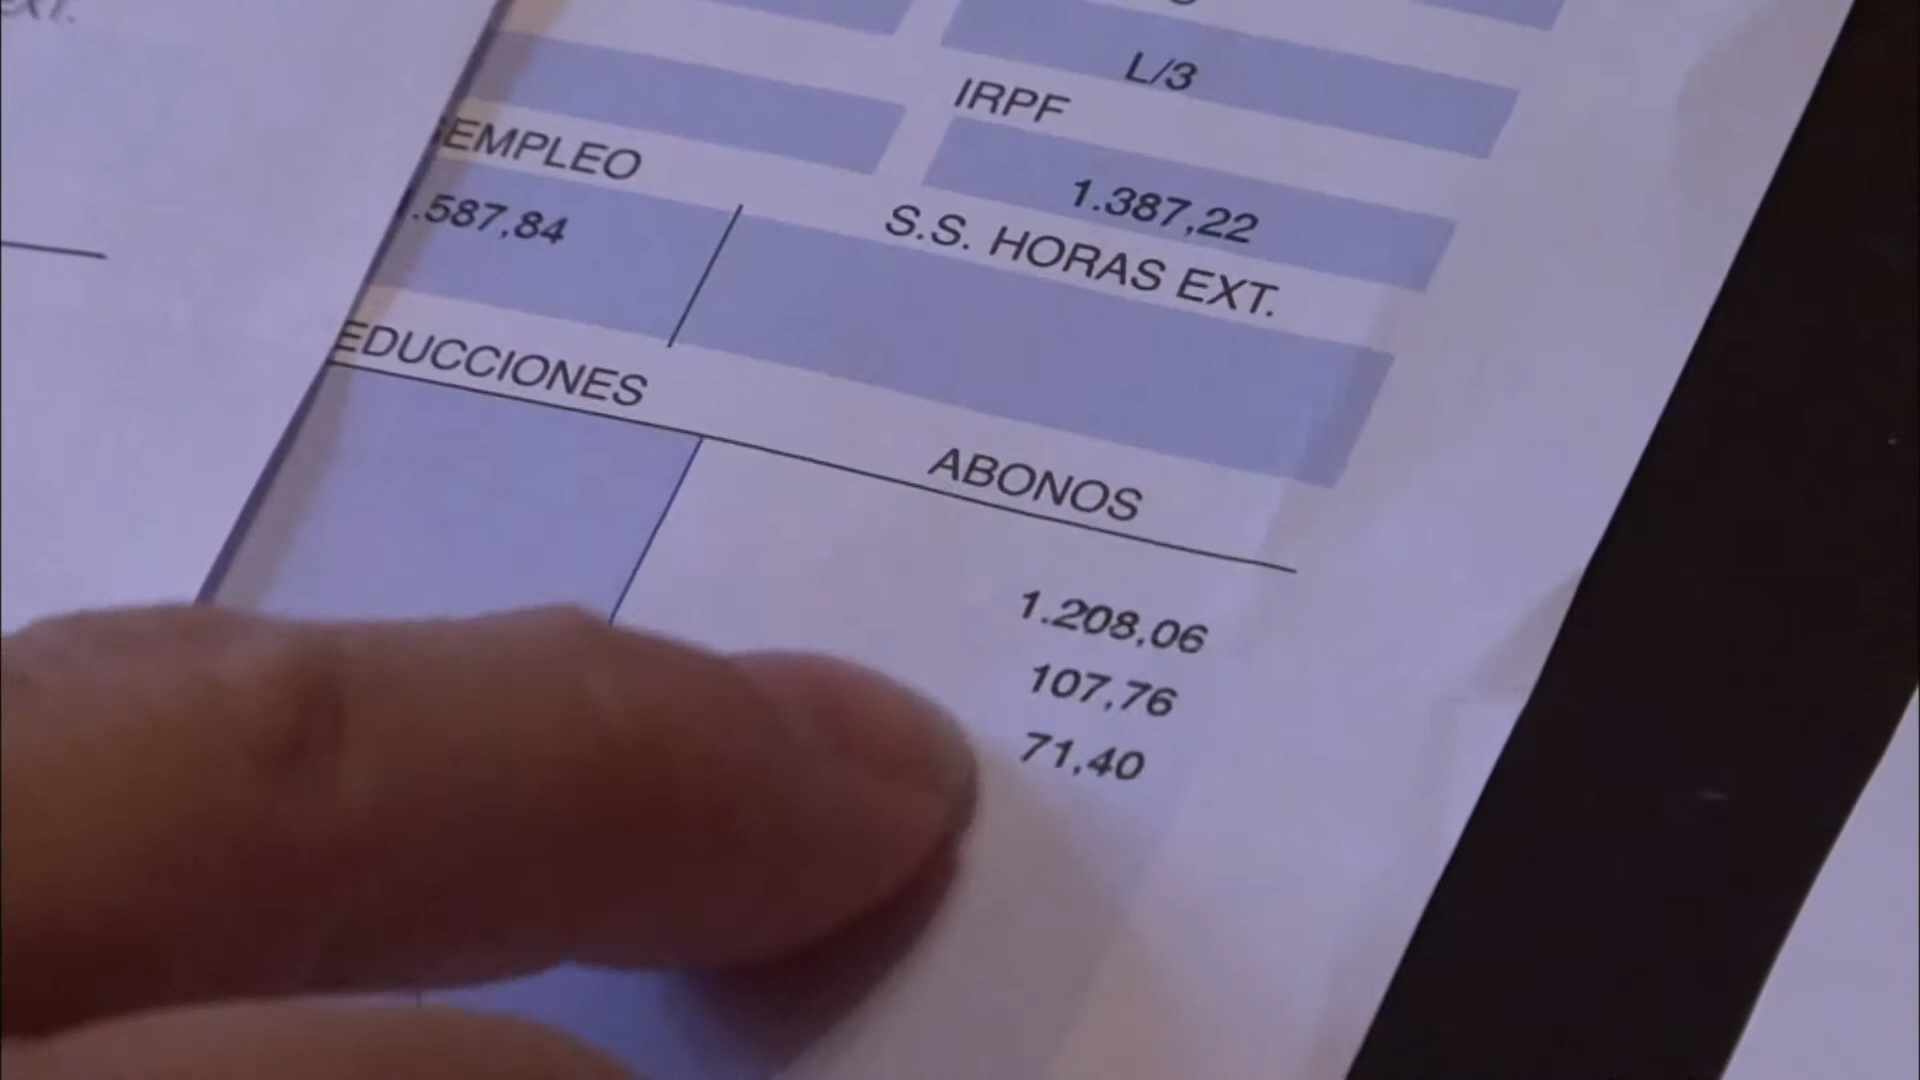 L/3
IRPF
1.387,22
EMPLEO
.587,84
S.S. HORAS EXT.
EDUCCIONES
ABONOS
1.208,06
107,76
71,40